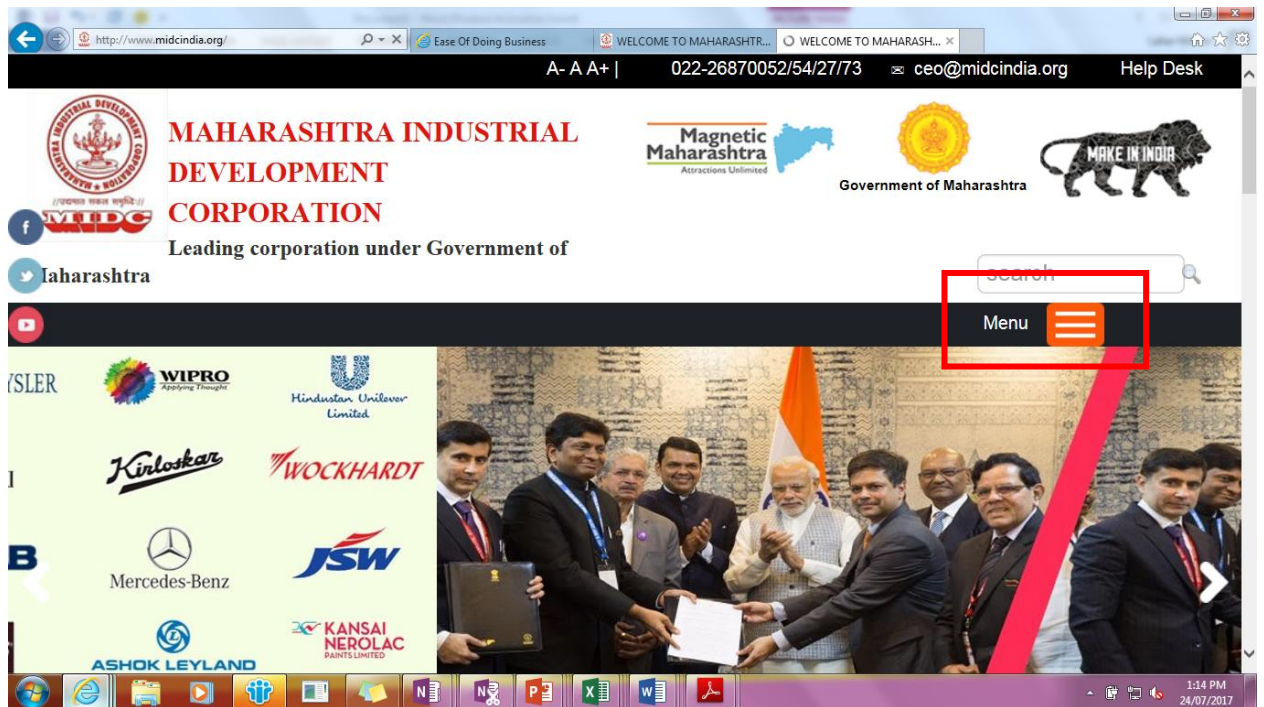 http://www.midcindia.org/
Ease Of Doing Business
WELCOME TO MAHARASHTR...
WELCOME TO MAHARASH...
A- A A+ |
022-26870052/54/27/73
ceo@midcindia.org
Help Desk
MAHARASHTRA INDUSTRIAL
DEVELOPMENT
CORPORATION
Leading corporation under Government of
Maharashtra
MIDC
Magnetic
Maharashtra
Attractions Unlimited
Government of Maharashtra
MAKE IN INDIA
search
Menu
YSLER
WIPRO
Applying Thought
Hindustan Unilever
Limited
Kirloskar
WOCKHARDT
B
Mercedes-Benz
JSW
ASHOK LEYLAND
KANSAI
NEROLAC
PAINTS LIMITED
1:14 PM
24/07/2017